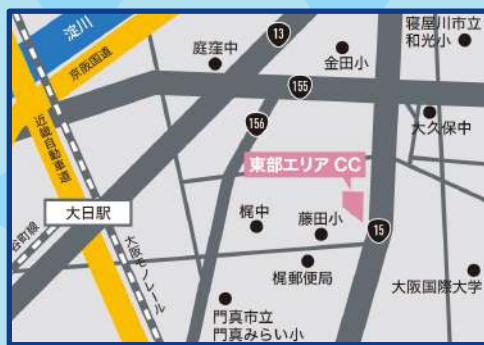 淀川
京阪国道
近畿自動車道
庭窪中
13
金田小
寝屋川市立
和光小
155
156
大久保中
東部エリア CC
大日駅
谷町線
大阪モノレール
梶中
藤田小
15
梶郵便局
大阪国際大学
門真市立
門真みらい小